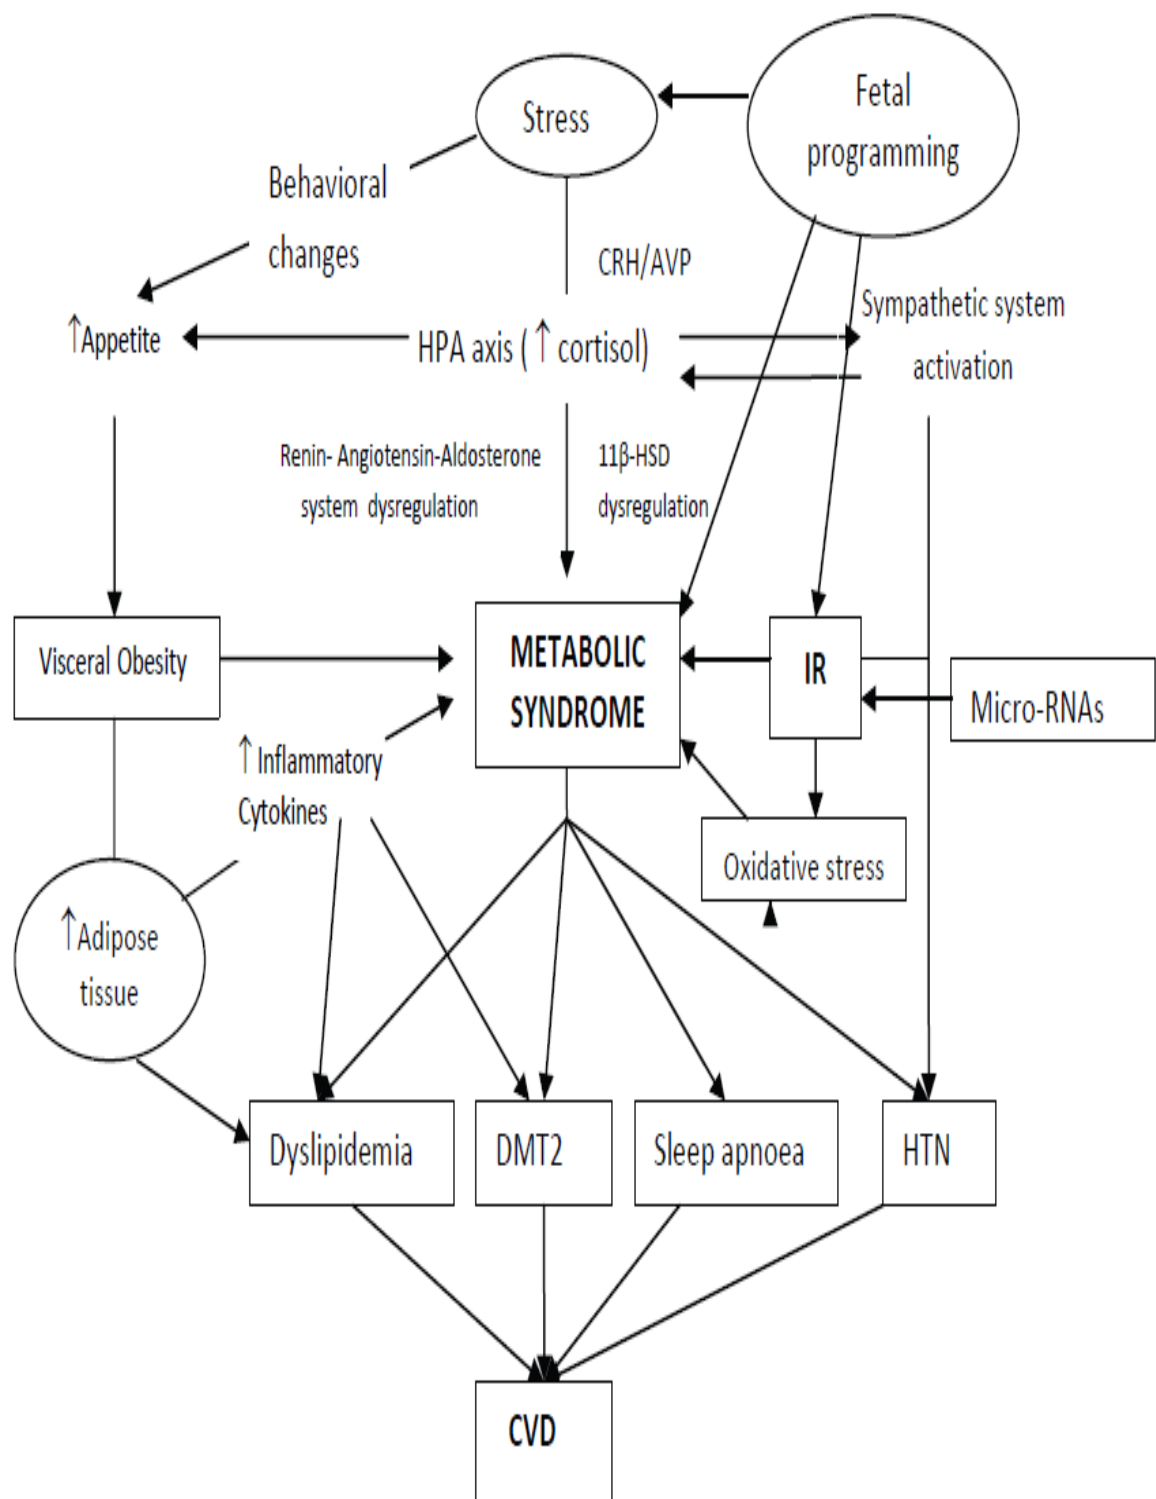 Fetal
programming
Stress
Behavioral
changes
CRH/AVP
Sympathetic system
activation
↑Appetite
HPA axis ( ↑ cortisol)
Renin- Angiotensin-Aldosterone
system dysregulation
11β-HSD
dysregulation
Visceral Obesity
METABOLIC
SYNDROME
IR
Micro-RNAs
↑ Inflammatory
Cytokines
Oxidative stress
↑Adipose
tissue
Dyslipidemia
DMT2
Sleep apnoea
HTN
CVD